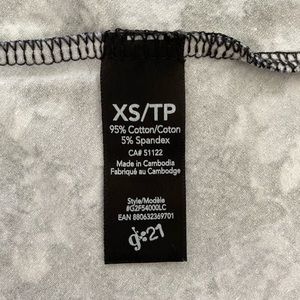 XS/TP
95% Cotton/Coton
5% Spandex
CA# 51122
Made in Cambodia
Fabriqué au Cambodge
Style/Modèle
#G2F54000LC
EAN 880632369701
g:21